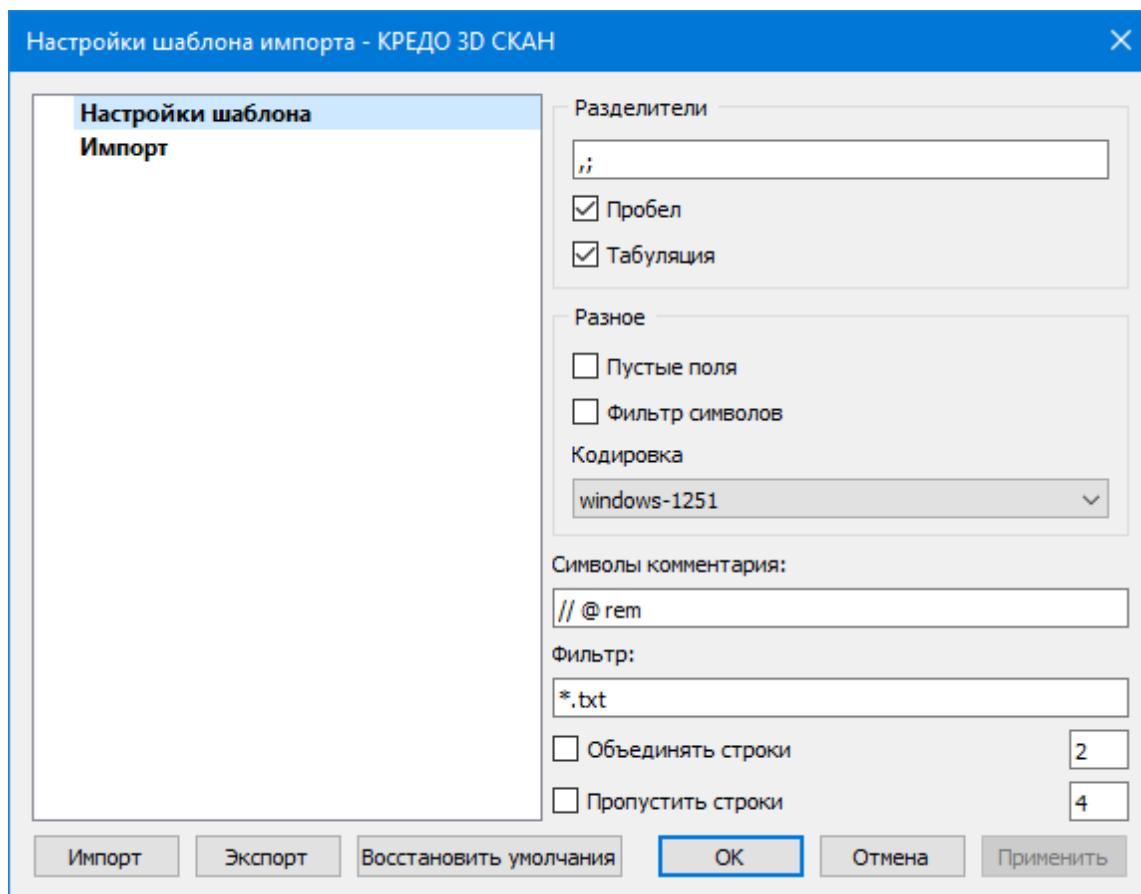 Настройки шаблона импорта - КРЕДО 3D СКАН
Настройки шаблона
Импорт
Разделители
,;
Пробел
Табуляция
Разное
Пустые поля
Фильтр символов
Кодировка
windows-1251
Символы комментария:
// @ rem
Фильтр:
*.txt
Объединять строки 2
Пропустить строки 4
Импорт Экспорт Восстановить умолчания OK Отмена Применить